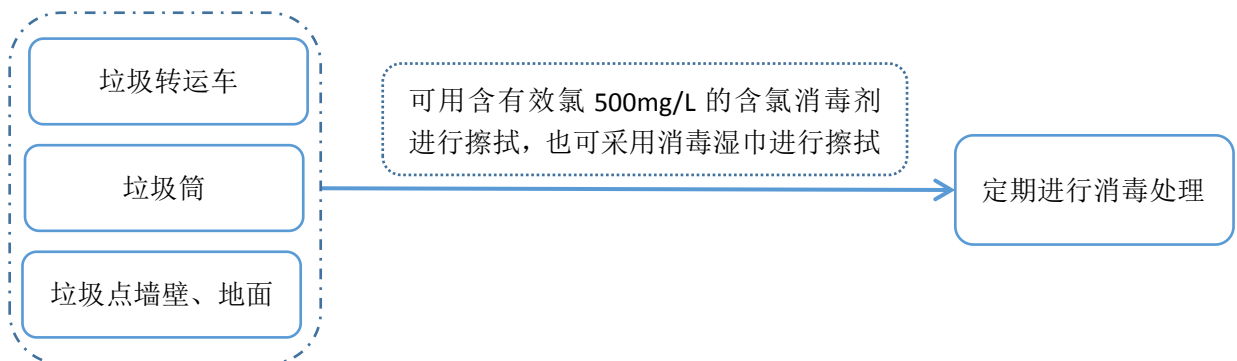 垃圾转运车
可用含有效氯 500mg/L 的含氯消毒剂
进行擦拭，也可采用消毒湿巾进行擦拭
垃圾筒
定期进行消毒处理
垃圾点墙壁、地面